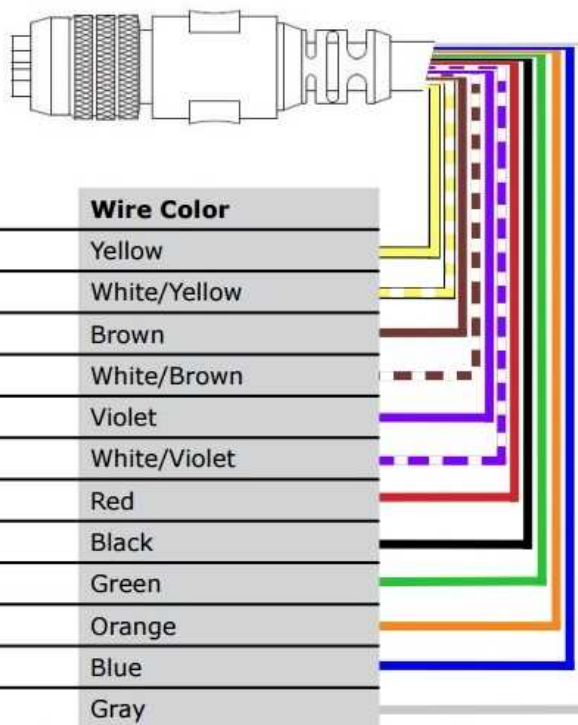 Wire Color
Yellow
White/Yellow
Brown
White/Brown
Violet
White/Violet
Red
Black
Green
Orange
Blue
Gray